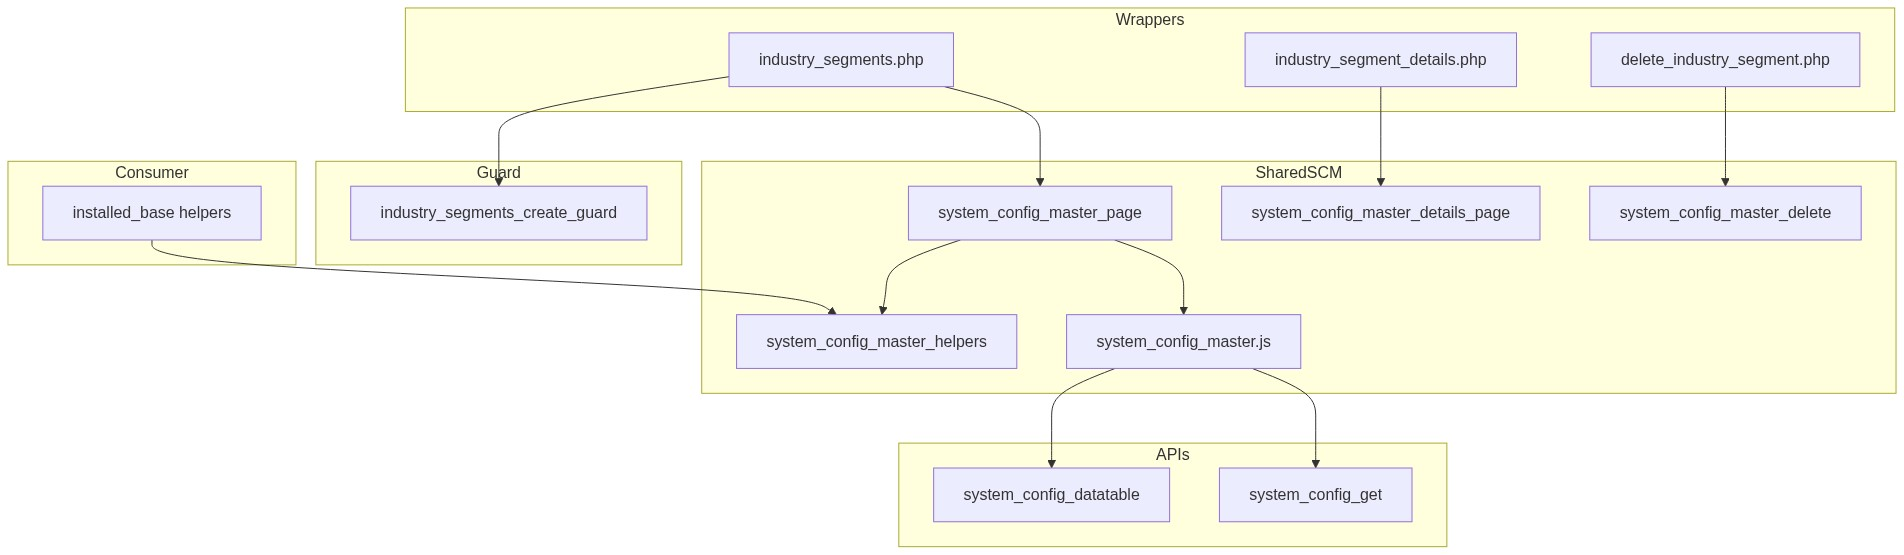 Wrappers
industry_segments.php
industry_segment_details.php
delete_industry_segment.php
Consumer
Guard
SharedSCM
installed_base helpers
industry_segments_create_guard
system_config_master_page
system_config_master_details_page
system_config_master_delete
system_config_master_helpers
system_config_master.js
APIs
system_config_datatable
system_config_get